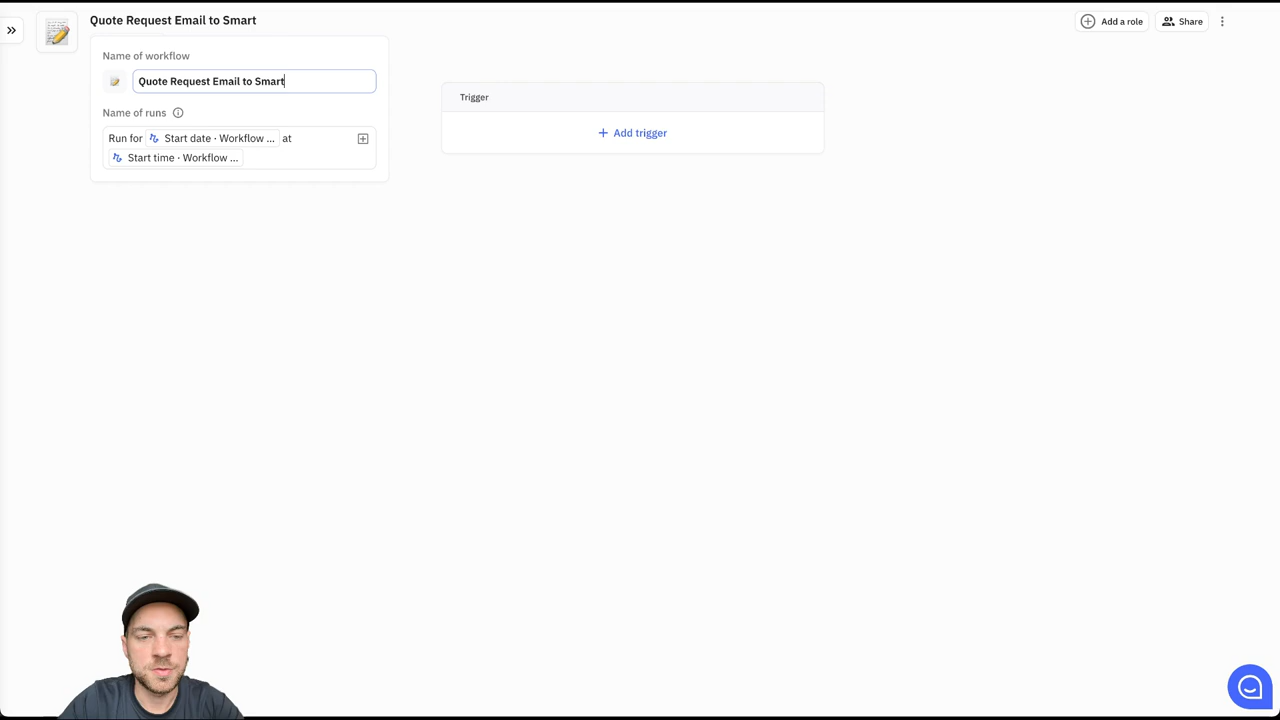 Quote Request Email to Smart
Add a role
Share
Name of workflow
Quote Request Email to Smart
Name of runs
Run for Start date · Workflow ... at
Start time · Workflow ...
Trigger
Add trigger